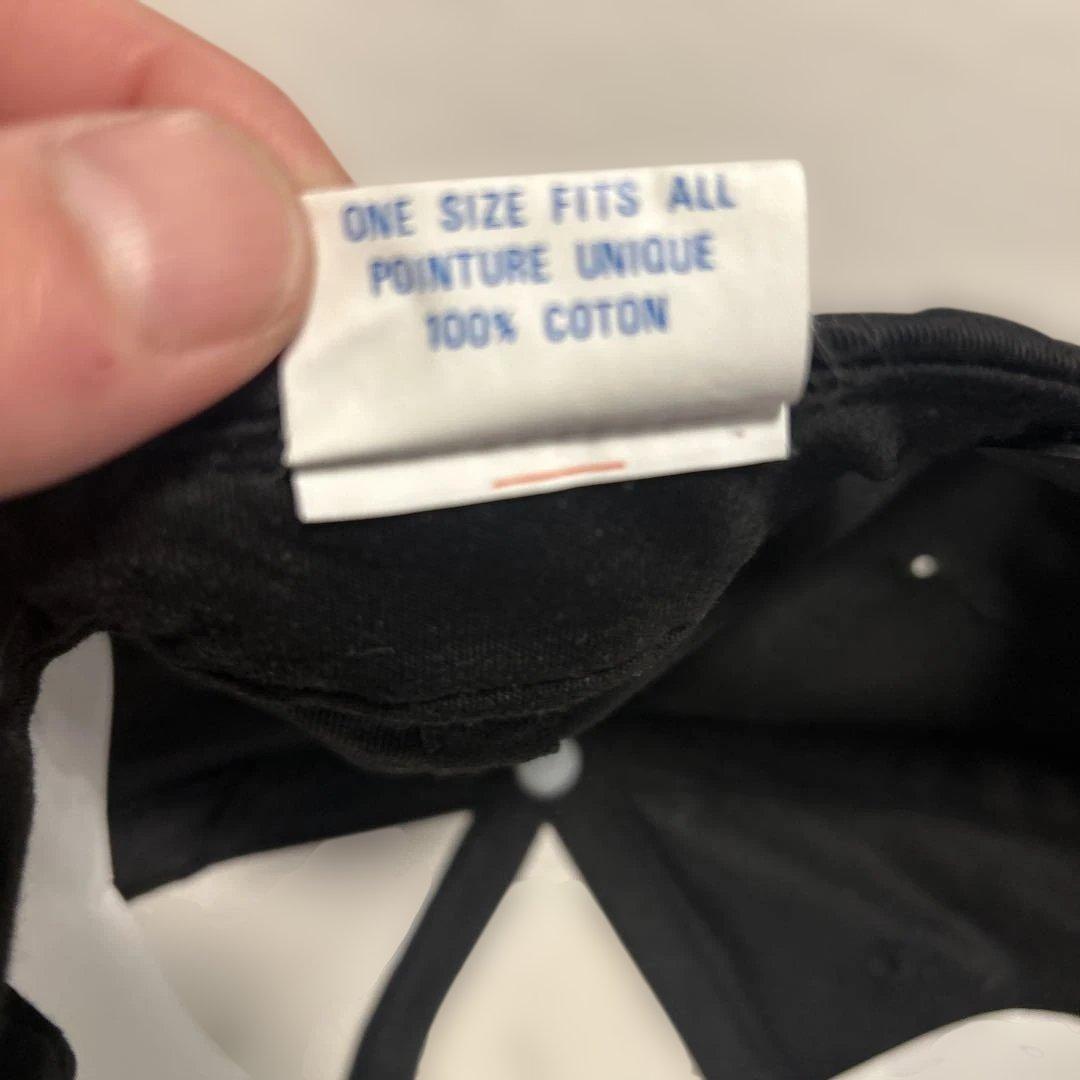 ONE SIZE FITS ALL
POINTURE UNIQUE
100% COTON